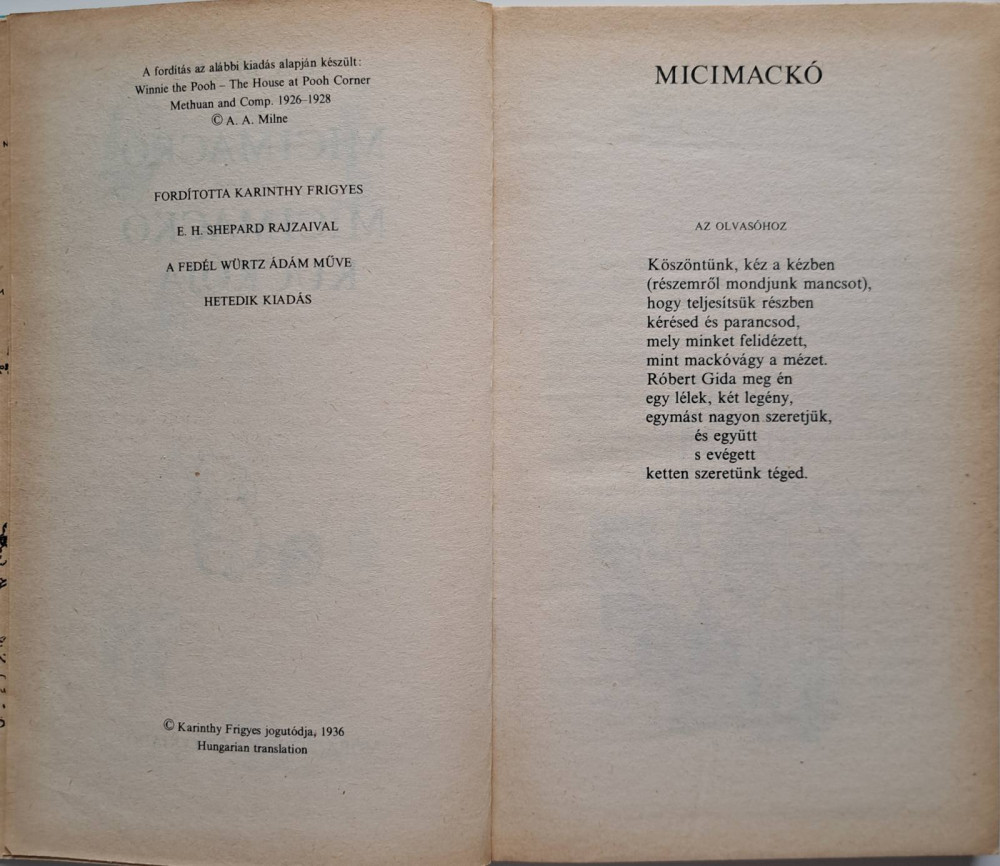 A fordítás az alábbi kiadás alapján készült:
Winnie the Pooh – The House at Pooh Corner
Methuan and Comp. 1926–1928
© A. A. Milne
FORDÍTOTTA KARINTHY FRIGYES
E. H. SHEPARD RAJZAIVAL
A FEDÉL WÜRTZ ÁDÁM MŰVE
HETEDIK KIADÁS
© Karinthy Frigyes jogutódja, 1936
Hungarian translation
MICIMACKÓ
AZ OLVASÓHOZ
Köszöntünk, kéz a kézben
(részemről mondjunk mancsot),
hogy teljesítsük részben
kérésed és parancsod,
mely minket felidézett,
mint mackóvágy a mézet.
Róbert Gida meg én
egy lélek, két legény,
egymást nagyon szeretjük,
és együtt
s evégett
ketten szeretünk téged.